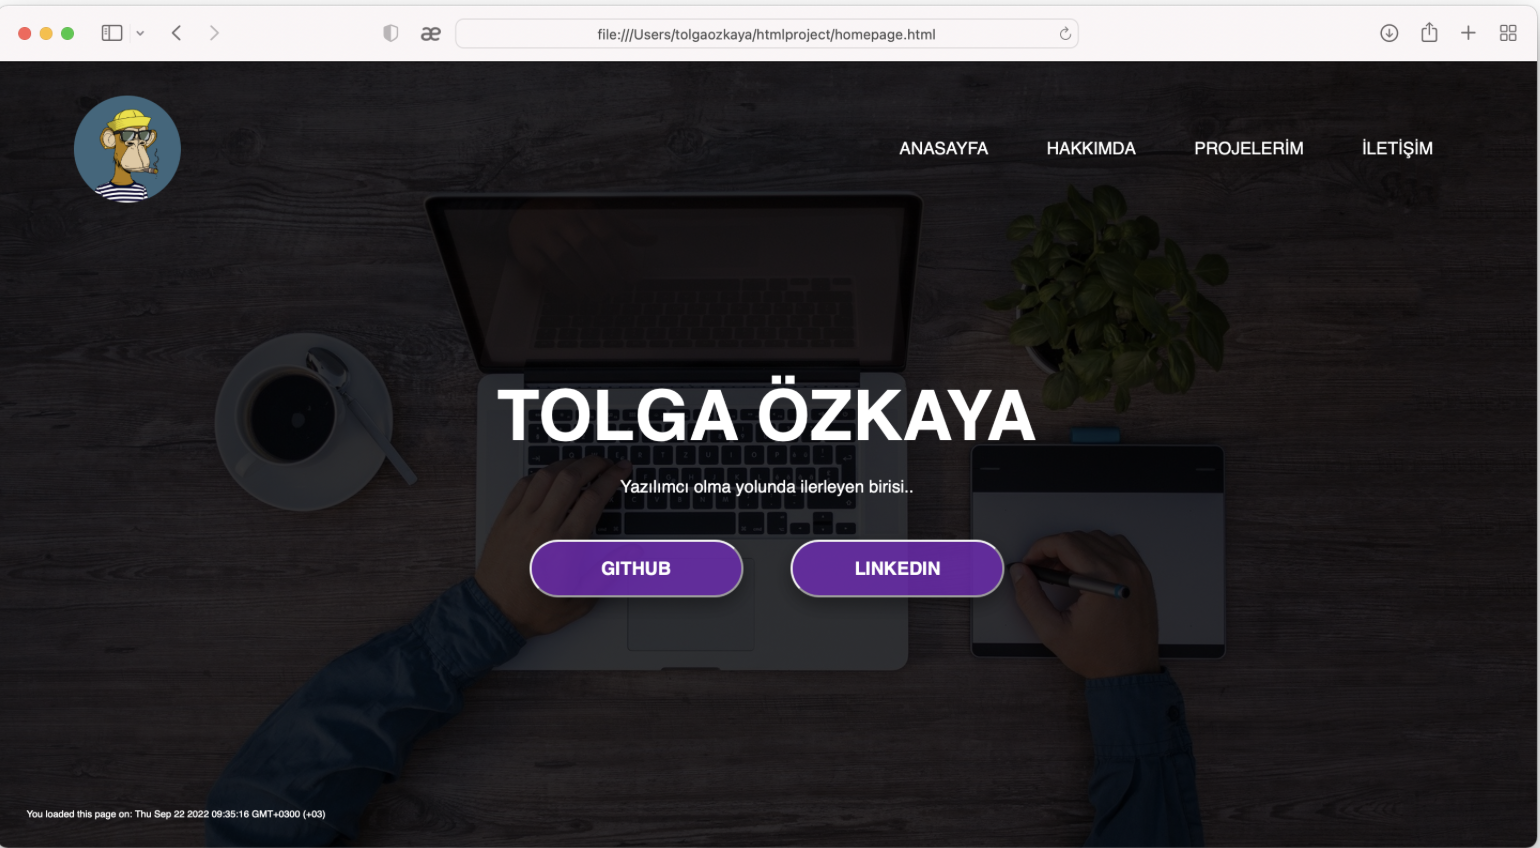 file:///Users/tolgaozkaya/htmlproject/homepage.html
ANASAYFA HAKKIMDA PROJELERİM İLETİŞİM
TOLGA ÖZKAYA
Yazılımcı olma yolunda ilerleyen birisi..
GITHUB LINKEDIN
You loaded this page on: Thu Sep 22 2022 09:35:16 GMT+0300 (+03)